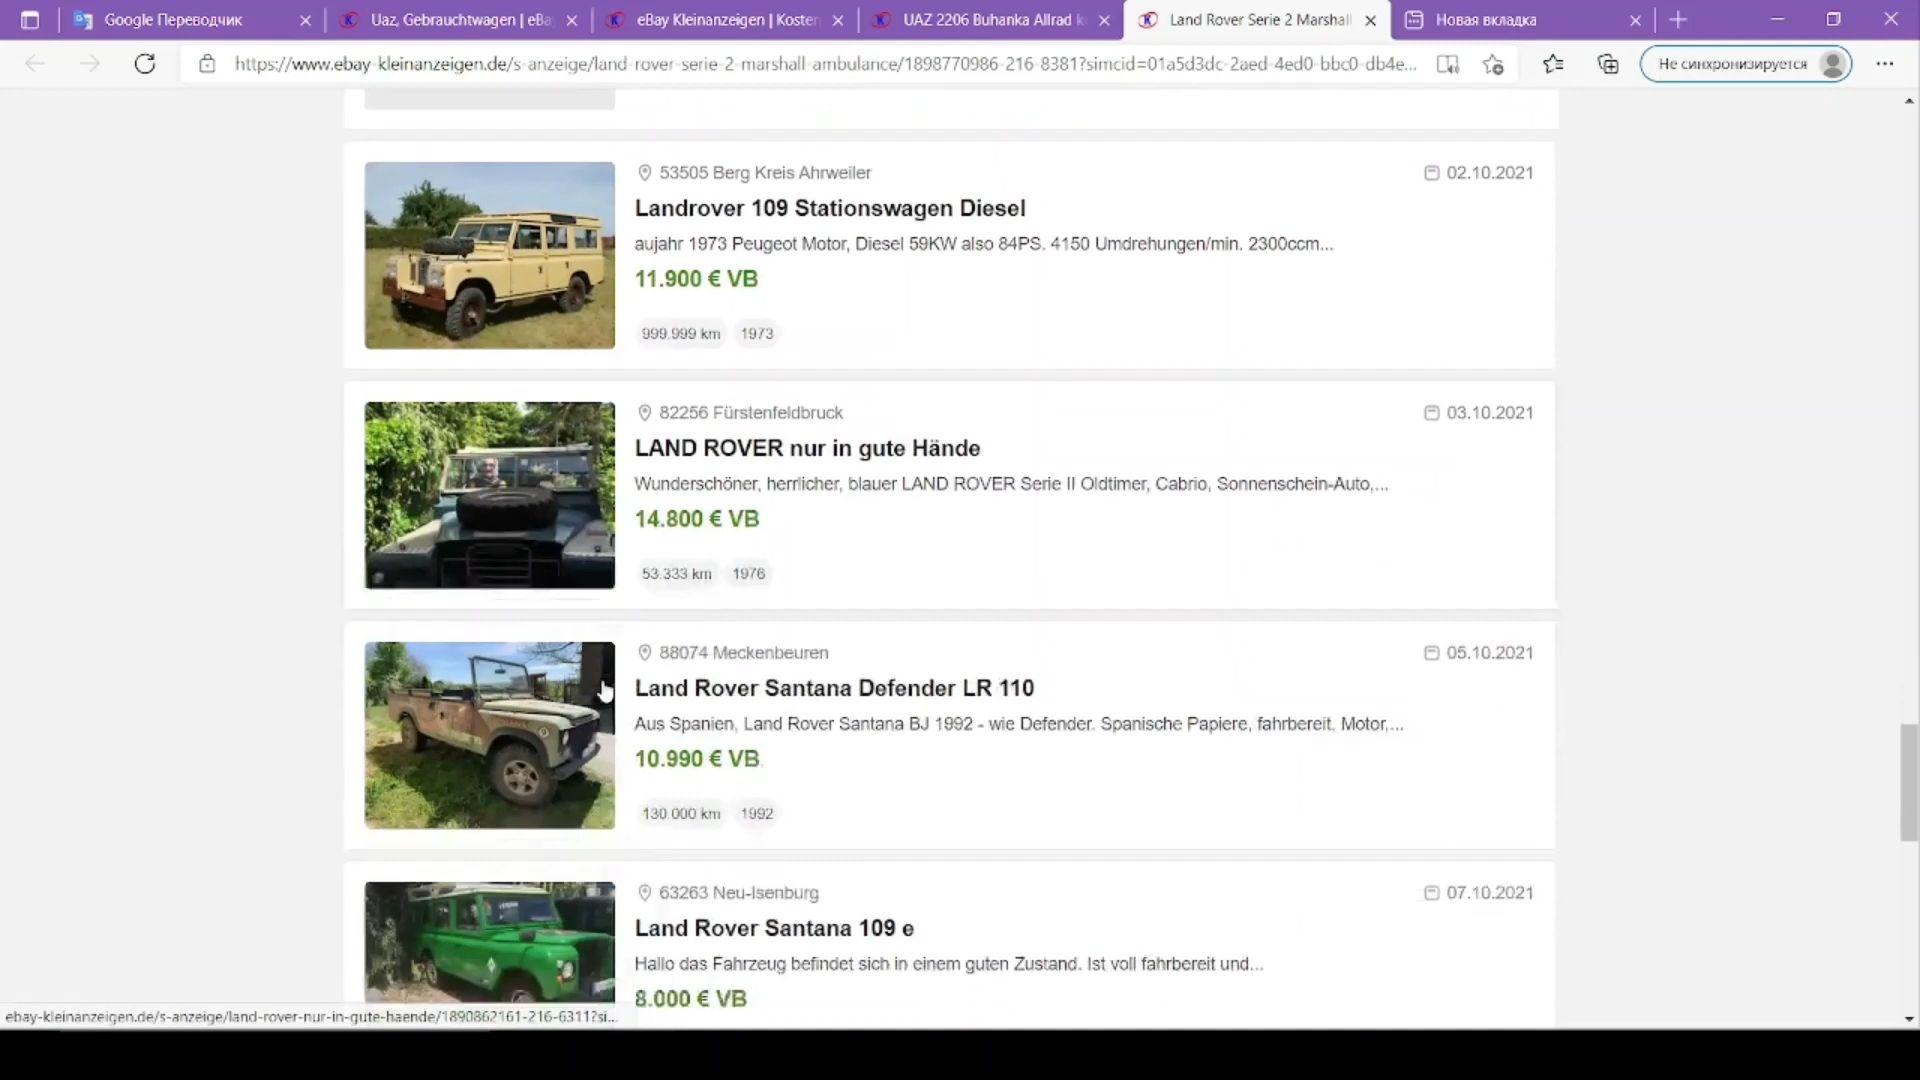 Google Переводчик
Uaz, Gebrauchtwagen | eBa
eBay Kleinanzeigen | Kosten
UAZ 2206 Buhanka Allrad k
Land Rover Serie 2 Marshall
Новая вкладка
https://www.ebay-kleinanzeigen.de/s-anzeige/land-rover-serie-2-marshall-ambulance/1898770986-216-8381?simcid=01a5d3dc-2aed-4ed0-bbc0-db4e...
Не синхронизируется
53505 Berg Kreis Ahrweiler
02.10.2021
Landrover 109 Stationswagen Diesel
aujahr 1973 Peugeot Motor, Diesel 59KW also 84PS. 4150 Umdrehungen/min. 2300ccm...
11.900 € VB
999.999 km
1973
82256 Fürstenfeldbruck
03.10.2021
LAND ROVER nur in gute Hände
Wunderschöner, herrlicher, blauer LAND ROVER Serie II Oldtimer, Cabrio, Sonnenschein-Auto,...
14.800 € VB
53.333 km
1976
88074 Meckenbeuren
05.10.2021
Land Rover Santana Defender LR 110
Aus Spanien, Land Rover Santana BJ 1992 - wie Defender. Spanische Papiere, fahrbereit, Motor,...
10.990 € VB
130.000 km
1992
63263 Neu-Isenburg
07.10.2021
Land Rover Santana 109 e
Hallo das Fahrzeug befindet sich in einem guten Zustand. Ist voll fahrbereit und...
8.000 € VB
ebay-kleinanzeigen.de/s-anzeige/land-rover-nur-in-gute-haende/1890862161-216-6311?si...